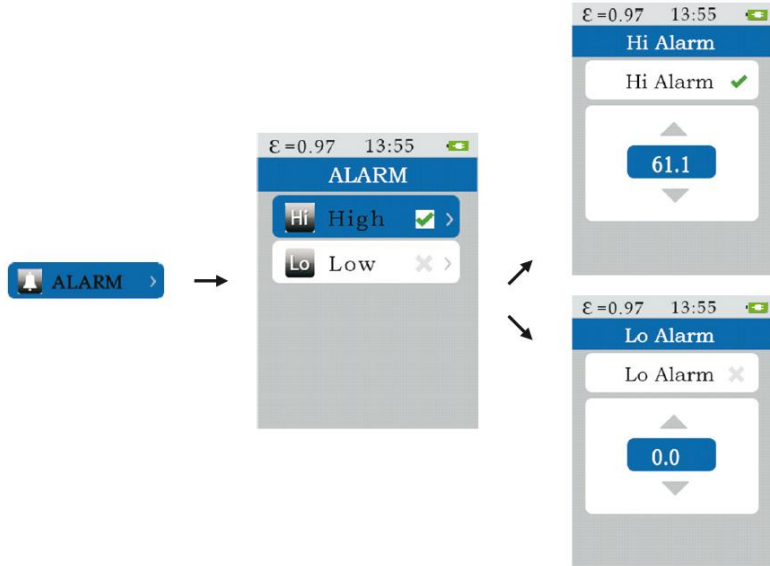 ALARM
ε=0.97 13:55
ALARM
Hi High
Lo Low
ε=0.97 13:55
Hi Alarm
Hi Alarm
61.1
ε=0.97 13:55
Lo Alarm
Lo Alarm
0.0